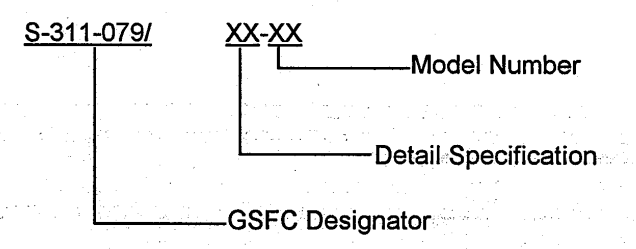 S-311-079/ XX-XX
Model Number
Detail Specification
GSFC Designator